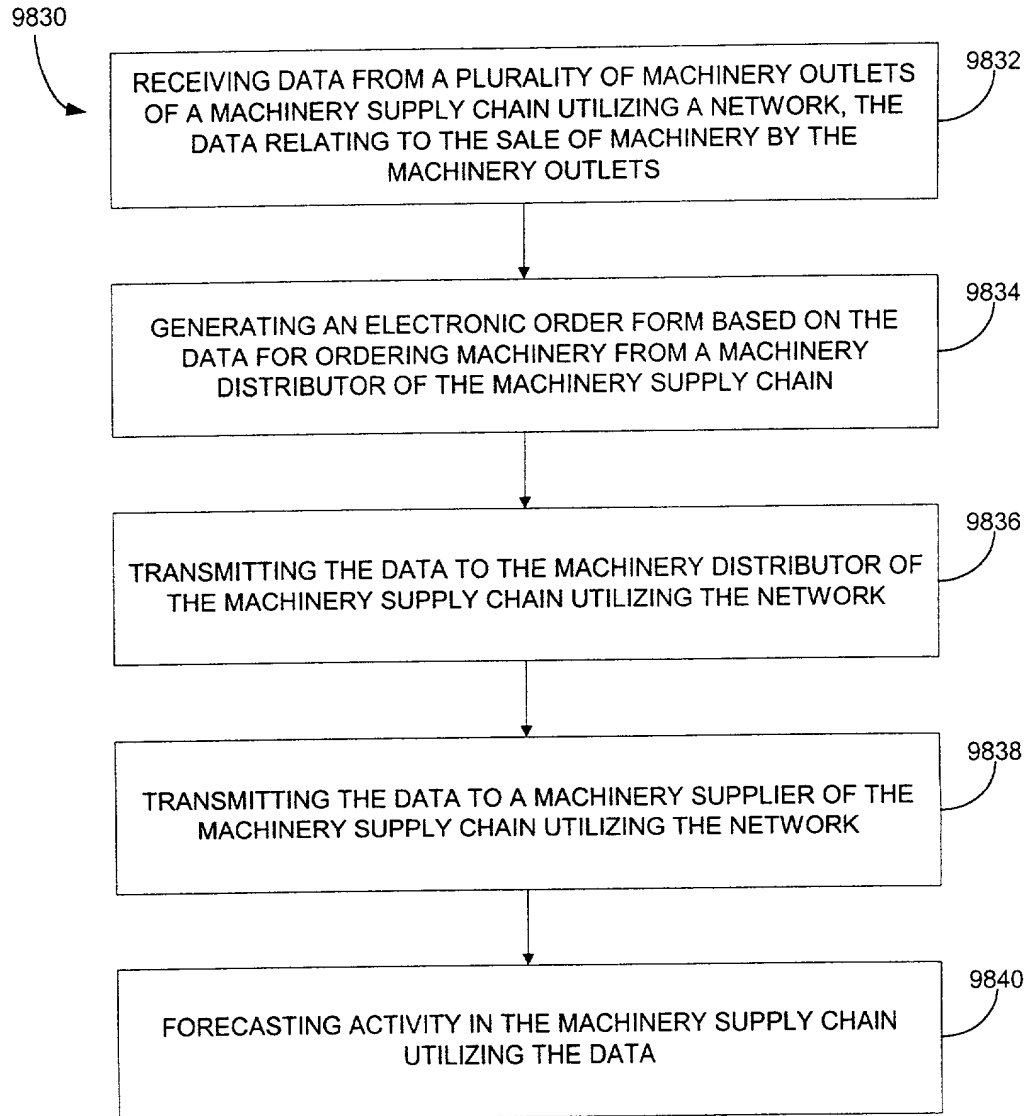 9830
RECEIVING DATA FROM A PLURALITY OF MACHINERY OUTLETS
OF A MACHINERY SUPPLY CHAIN UTILIZING A NETWORK, THE
DATA RELATING TO THE SALE OF MACHINERY BY THE
MACHINERY OUTLETS
9832
GENERATING AN ELECTRONIC ORDER FORM BASED ON THE
DATA FOR ORDERING MACHINERY FROM A MACHINERY
DISTRIBUTOR OF THE MACHINERY SUPPLY CHAIN
9834
TRANSMITTING THE DATA TO THE MACHINERY DISTRIBUTOR OF
THE MACHINERY SUPPLY CHAIN UTILIZING THE NETWORK
9836
TRANSMITTING THE DATA TO A MACHINERY SUPPLIER OF THE
MACHINERY SUPPLY CHAIN UTILIZING THE NETWORK
9838
FORECASTING ACTIVITY IN THE MACHINERY SUPPLY CHAIN
UTILIZING THE DATA
9840